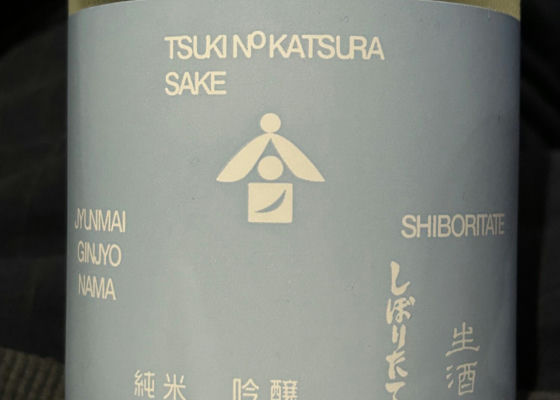 TSUKI NO KATSURA
SAKE
JYUNMAI
GINJYO
NAMA
SHIBORITATE
しぼりたて
生酒
純米 吟醸